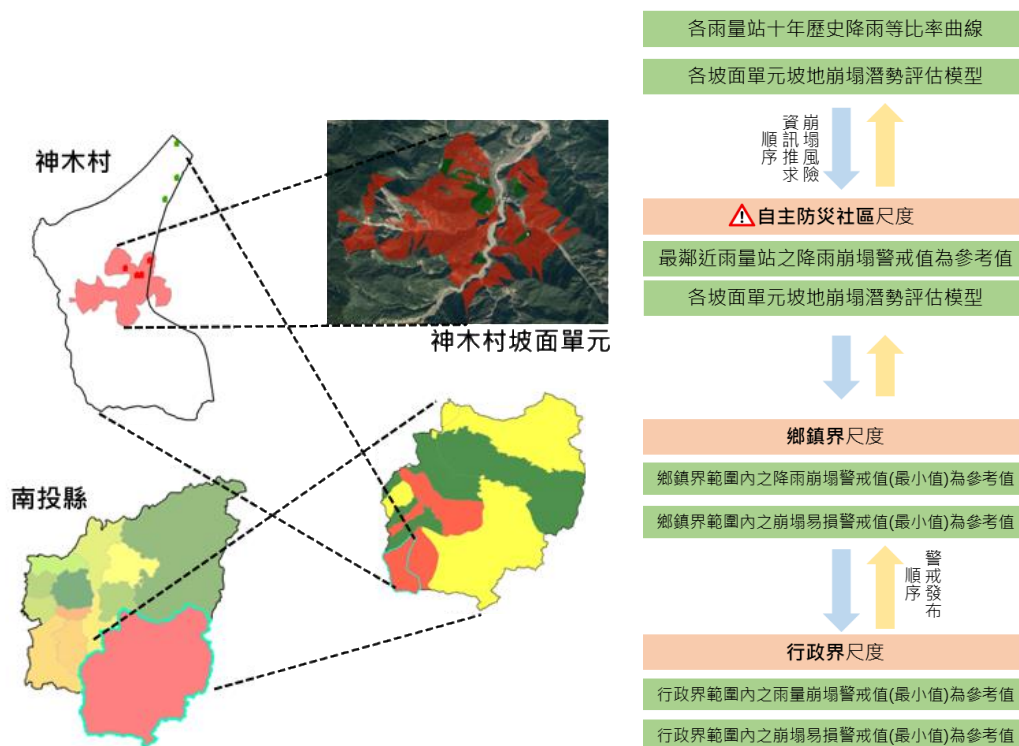 神木村
神木村坡面單元
南投縣
各雨量站十年歷史降雨等比率曲線
各坡面單元坡地崩塌潛勢評估模型
崩塌風險
資訊推求
順序
自主防災社區尺度
最鄰近雨量站之降雨崩塌警戒值為參考值
各坡面單元坡地崩塌潛勢評估模型
鄉鎮界尺度
鄉鎮界範圍內之降雨崩塌警戒值(最小值)為參考值
鄉鎮界範圍內之崩塌易損警戒值(最小值)為參考值
警戒發布
順序
行政界尺度
行政界範圍內之雨量崩塌警戒值(最小值)為參考值
行政界範圍內之崩塌易損警戒值(最小值)為參考值